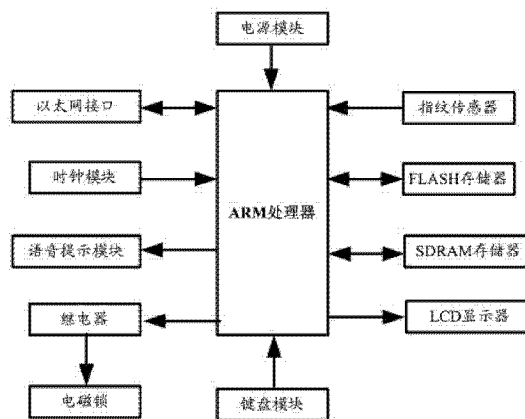 电源模块
以太网接口
指纹传感器
时钟模块
FLASH存储器
ARM处理器
语音提示模块
SDRAM存储器
继电器
LCD显示器
电磁锁
键盘模块